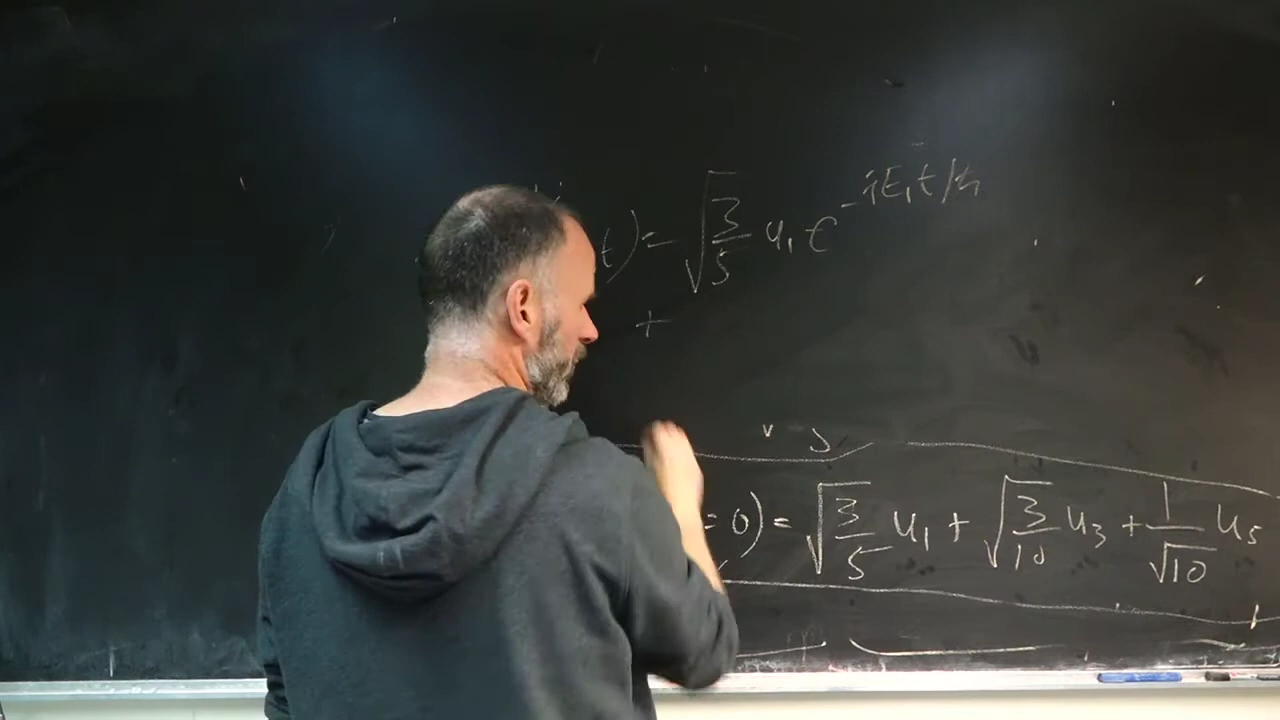 t) = √(3/5) u₁ e^(-iE₁t/ħ)
+
= 0) = √(3/5) u₁ + √(3/10) u₃ + 1/√10 u₅